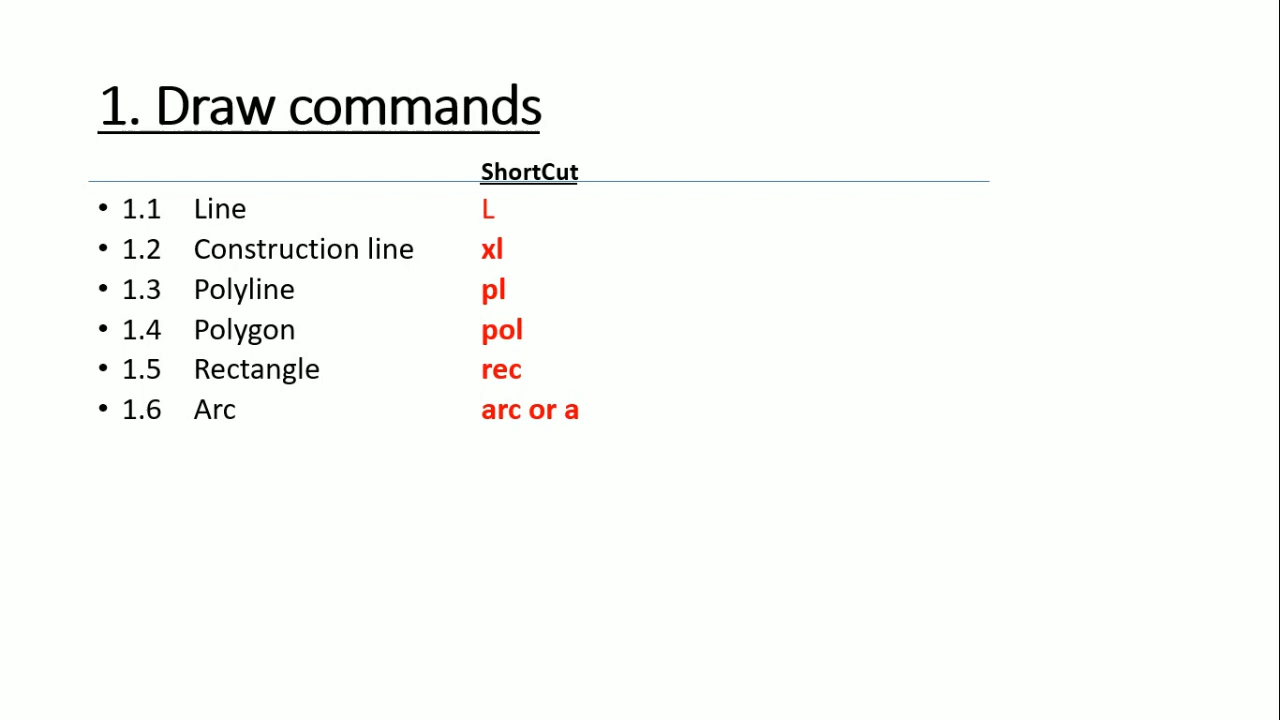 1. Draw commands
ShortCut
• 1.1 Line L
• 1.2 Construction line xl
• 1.3 Polyline pl
• 1.4 Polygon pol
• 1.5 Rectangle rec
• 1.6 Arc arc or a